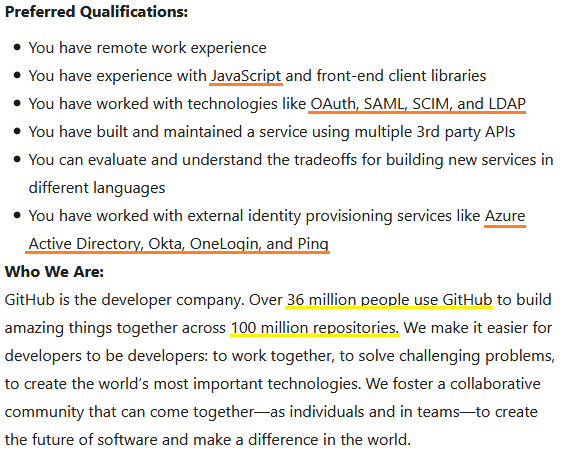 Preferred Qualifications:
● You have remote work experience
● You have experience with JavaScript and front-end client libraries
● You have worked with technologies like OAuth, SAML, SCIM, and LDAP
● You have built and maintained a service using multiple 3rd party APIs
● You can evaluate and understand the tradeoffs for building new services in
different languages
● You have worked with external identity provisioning services like Azure
Active Directory, Okta, OneLogin, and Ping
Who We Are:
GitHub is the developer company. Over 36 million people use GitHub to build
amazing things together across 100 million repositories. We make it easier for
developers to be developers: to work together, to solve challenging problems,
to create the world’s most important technologies. We foster a collaborative
community that can come together—as individuals and in teams—to create
the future of software and make a difference in the world.